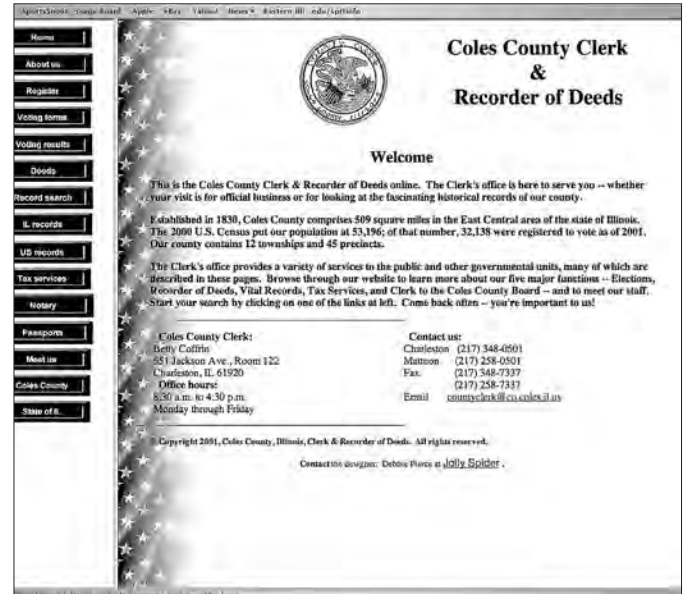 Apple eBay Yahoo! News
Home
About us
Register
Voting forms
Voting results
Deeds
Record search
IL records
US records
Tax services
Notary
Passports
Meet us
Coles County
State of IL
Coles County Clerk
&
Recorder of Deeds
Welcome
This is the Coles County Clerk & Recorder of Deeds online. The Clerk's office is here to serve you -- whether
your visit is for official business or for looking at the fascinating historical records of our county.
Established in 1830, Coles County comprises 509 square miles in the East Central area of the state of Illinois.
The 2000 U.S. Census put our population at 53,196; of that number, 32,138 were registered to vote as of 2001.
Our county contains 12 townships and 45 precincts.
The Clerk's office provides a variety of services to the public and other governmental units, many of which are
described in these pages. Browse through our website to learn more about our five major functions -- Elections,
Recorder of Deeds, Vital Records, Tax Services, and Clerk to the Coles County Board -- and to meet our staff.
Start your search by clicking on one of the links at left. Come back often -- you're important to us!
Coles County Clerk:
Betty Coffrin
651 Jackson Ave., Room 122
Charleston, IL 61920
Office hours:
8:30 a.m. to 4:30 p.m.
Monday through Friday
Contact us:
Charleston (217) 348-0501
Mattoon (217) 258-0501
Fax (217) 348-7337
(217) 258-7337
Email countyclerk@co.coles.il.us
© Copyright 2001, Coles County, Illinois, Clerk & Recorder of Deeds. All rights reserved.
Contact the designer: Debbie Pierce at Jolly Spider .